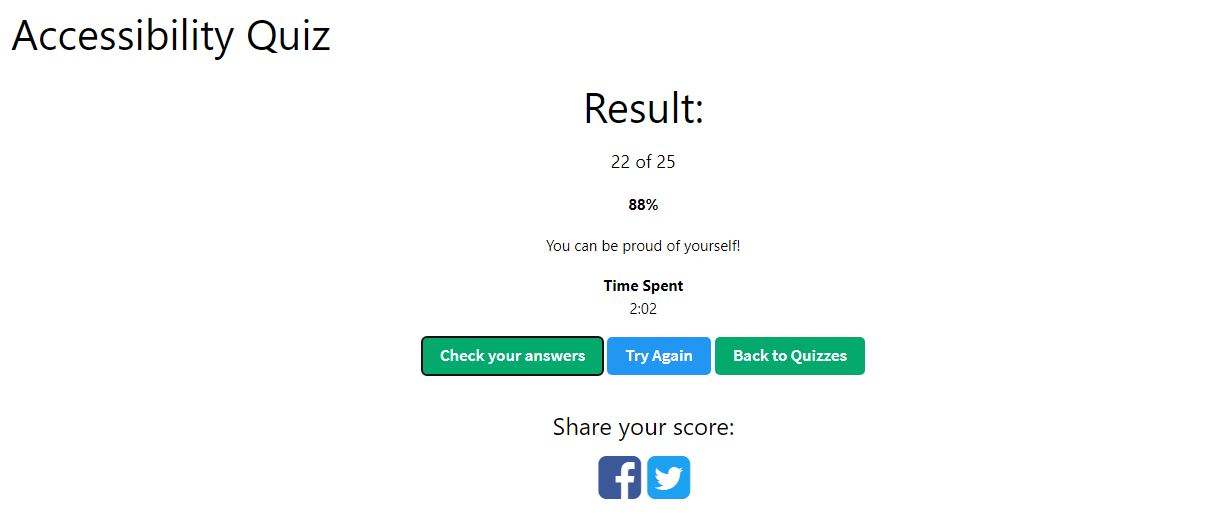 Accessibility Quiz
Result:
22 of 25
88%
You can be proud of yourself!
Time Spent
2:02
Check your answers Try Again Back to Quizzes
Share your score: